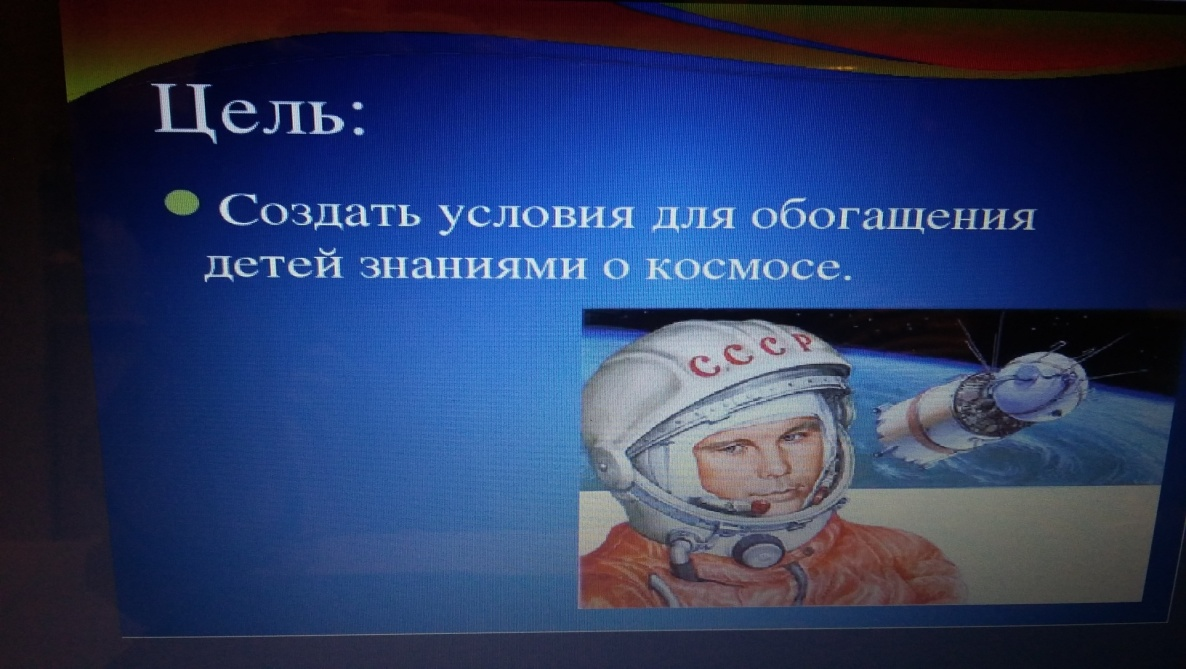 Цель:
Создать условия для обогащения
детей знаниями о космосе.
СССР